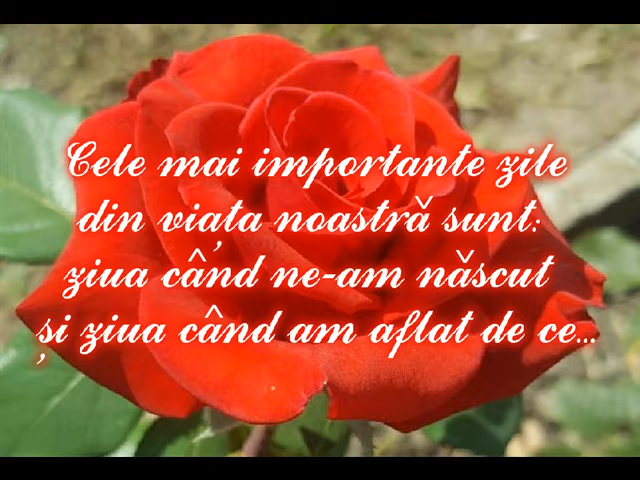 Cele mai importante zile
din viața noastră sunt:
ziua când ne-am născut
și ziua când am aflat de ce...